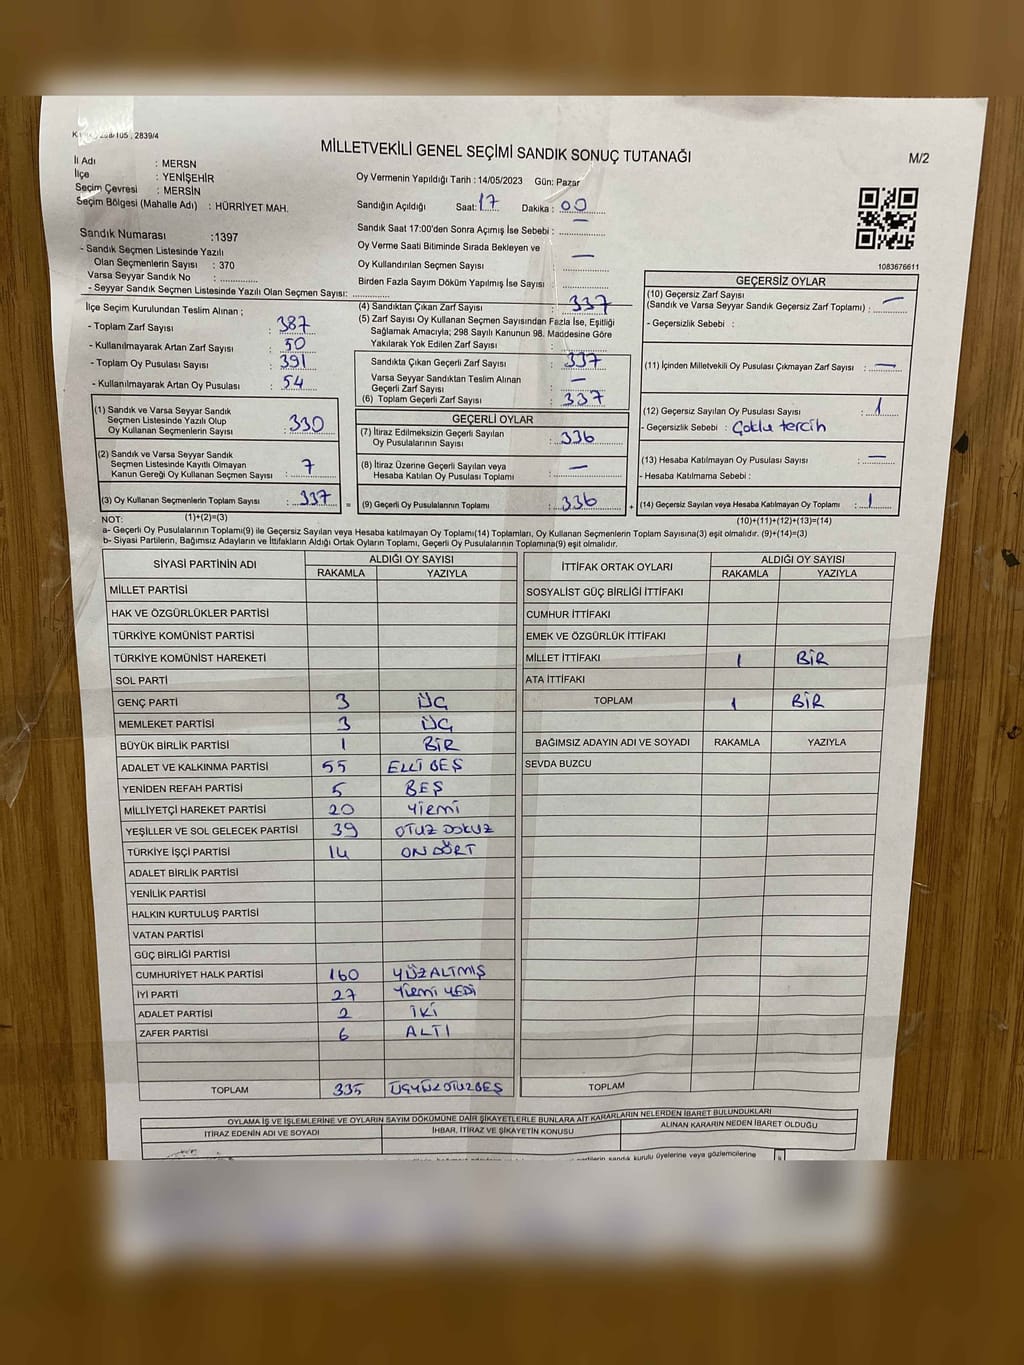 2839/4
MİLLETVEKİLİ GENEL SEÇİMİ SANDIK SONUÇ TUTANAĞI
M/2
İl Adı : MERSN
İlçe : YENİŞEHİR
Seçim Çevresi : MERSİN
Seçim Bölgesi (Mahalle Adı) : HÜRRİYET MAH.
Oy Vermenin Yapıldığı Tarih : 14/05/2023 Gün: Pazar
Sandığın Açıldığı Saat: 17 Dakika : 00
Sandık Saat 17:00'den Sonra Açımış İse Sebebi : –
Oy Verme Saati Bitiminde Sırada Bekleyen ve
Oy Kullandırılan Seçmen Sayısı : –
Birden Fazla Sayım Döküm Yapılmış İse Sayısı :
1083676611
Sandık Numarası :1397
- Sandık Seçmen Listesinde Yazılı
Olan Seçmenlerin Sayısı : 370
Varsa Seyyar Sandık No :
- Seyyar Sandık Seçmen Listesinde Yazılı Olan Seçmen Sayısı:
İlçe Seçim Kurulundan Teslim Alınan ;
- Toplam Zarf Sayısı : 387
- Kullanılmayarak Artan Zarf Sayısı : 50
- Toplam Oy Pusulası Sayısı : 391
- Kullanılmayarak Artan Oy Pusulası : 54
(1) Sandık ve Varsa Seyyar Sandık
Seçmen Listesinde Yazılı Olup
Oy Kullanan Seçmenlerin Sayısı : 330
(2) Sandık ve Varsa Seyyar Sandık
Seçmen Listesinde Kayıtlı Olmayan
Kanun Gereği Oy Kullanan Seçmen Sayısı : 7
(3) Oy Kullanan Seçmenlerin Toplam Sayısı : 337
(4) Sandıktan Çıkan Zarf Sayısı : 337
(5) Zarf Sayısı Oy Kullanan Seçmen Sayısından Fazla İse, Eşitliği
Sağlamak Amacıyla; 298 Sayılı Kanunun 98. Maddesine Göre
Yakılarak Yok Edilen Zarf Sayısı :
Sandıkta Çıkan Geçerli Zarf Sayısı : 337
Varsa Seyyar Sandıktan Teslim Alınan
Geçerli Zarf Sayısı : –
(6) Toplam Geçerli Zarf Sayısı : 337
GEÇERLİ OYLAR
(7) İtiraz Edilmeksizin Geçerli Sayılan
Oy Pusulalarının Sayısı : 336
(8) İtiraz Üzerine Geçerli Sayılan veya
Hesaba Katılan Oy Pusulası Toplamı : –
= (9) Geçerli Oy Pusulalarının Toplamı : 336 +
GEÇERSİZ OYLAR
(10) Geçersiz Zarf Sayısı
(Sandık ve Varsa Seyyar Sandık Geçersiz Zarf Toplamı) : –
- Geçersizlik Sebebi :
(11) İçinden Milletvekili Oy Pusulası Çıkmayan Zarf Sayısı : –
(12) Geçersiz Sayılan Oy Pusulası Sayısı : 1
- Geçersizlik Sebebi : Çoklu tercih
(13) Hesaba Katılmayan Oy Pusulası Sayısı : –
- Hesaba Katılmama Sebebi :
(14) Geçersiz Sayılan veya Hesaba Katılmayan Oy Toplamı : 1
NOT: (1)+(2)=(3)
(10)+(11)+(12)+(13)=(14)
a- Geçerli Oy Pusulalarının Toplamı(9) ile Geçersiz Sayılan veya Hesaba katılmayan Oy Toplamı(14) Toplamları, Oy Kullanan Seçmenlerin Toplam Sayısına(3) eşit olmalıdır. (9)+(14)=(3)
b- Siyasi Partilerin, Bağımsız Adayların ve İttifakların Aldığı Ortak Oyların Toplamı, Geçerli Oy Pusulalarının Toplamına(9) eşit olmalıdır.
SİYASİ PARTİNİN ADI ALDIĞI OY SAYISI
RAKAMLA YAZIYLA
MİLLET PARTİSİ
HAK VE ÖZGÜRLÜKLER PARTİSİ
TÜRKİYE KOMÜNİST PARTİSİ
TÜRKİYE KOMÜNİST HAREKETİ
SOL PARTİ
GENÇ PARTİ 3 ÜÇ
MEMLEKET PARTİSİ 3 ÜÇ
BÜYÜK BİRLİK PARTİSİ 1 BİR
ADALET VE KALKINMA PARTİSİ 55 ELLİ BEŞ
YENİDEN REFAH PARTİSİ 5 BEŞ
MİLLİYETÇİ HAREKET PARTİSİ 20 YİRMİ
YEŞİLLER VE SOL GELECEK PARTİSİ 39 OTUZ DOKUZ
TÜRKİYE İŞÇİ PARTİSİ 14 ON DÖRT
ADALET BİRLİK PARTİSİ
YENİLİK PARTİSİ
HALKIN KURTULUŞ PARTİSİ
VATAN PARTİSİ
GÜÇ BİRLİĞİ PARTİSİ
CUMHURİYET HALK PARTİSİ 160 YÜZALTMIŞ
İYİ PARTİ 27 YİRMİ YEDİ
ADALET PARTİSİ 2 İKİ
ZAFER PARTİSİ 6 ALTI
TOPLAM 335 ÜÇYÜZOTUZBEŞ
İTTİFAK ORTAK OYLARI ALDIĞI OY SAYISI
RAKAMLA YAZIYLA
SOSYALİST GÜÇ BİRLİĞİ İTTİFAKI
CUMHUR İTTİFAKI
EMEK VE ÖZGÜRLÜK İTTİFAKI
MİLLET İTTİFAKI 1 BİR
ATA İTTİFAKI
TOPLAM 1 BİR
BAĞIMSIZ ADAYIN ADI VE SOYADI RAKAMLA YAZIYLA
SEVDA BUZCU
TOPLAM
OYLAMA İŞ VE İŞLEMLERİNE VE OYLARIN SAYIM DÖKÜMÜNE DAİR ŞİKAYETLERLE BUNLARA AİT KARARLARIN NELERDEN İBARET BULUNDUKLARI
İTİRAZ EDENİN ADI VE SOYADI İHBAR, İTİRAZ VE ŞİKAYETİN KONUSU ALINAN KARARIN NEDEN İBARET OLDUĞU
partilerin sandık kurulu üyelerine veya gözlemcilerine